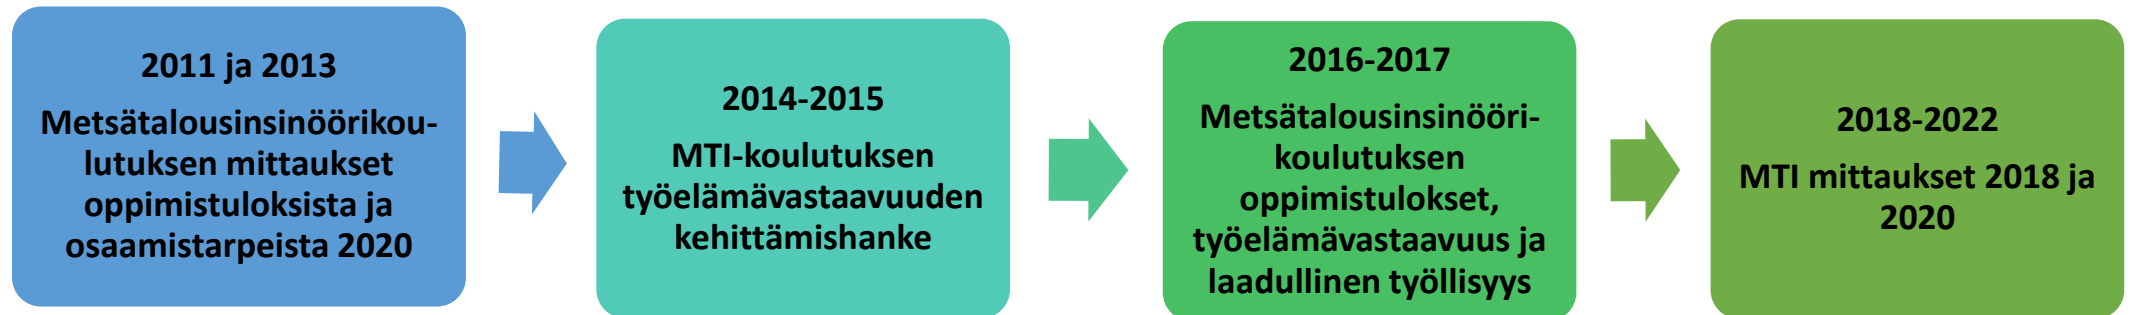 2011 ja 2013
Metsätalousinsinöörikou-
lutuksen mittaukset
oppimistuloksista ja
osaamistarpeista 2020
2014-2015
MTI-koulutuksen
työelämävastaavuuden
kehittämishanke
2016-2017
Metsätalousinsinööri-
koulutuksen
oppimistulokset,
työelämävastaavuus ja
laadullinen työllisyys
2018-2022
MTI mittaukset 2018 ja
2020